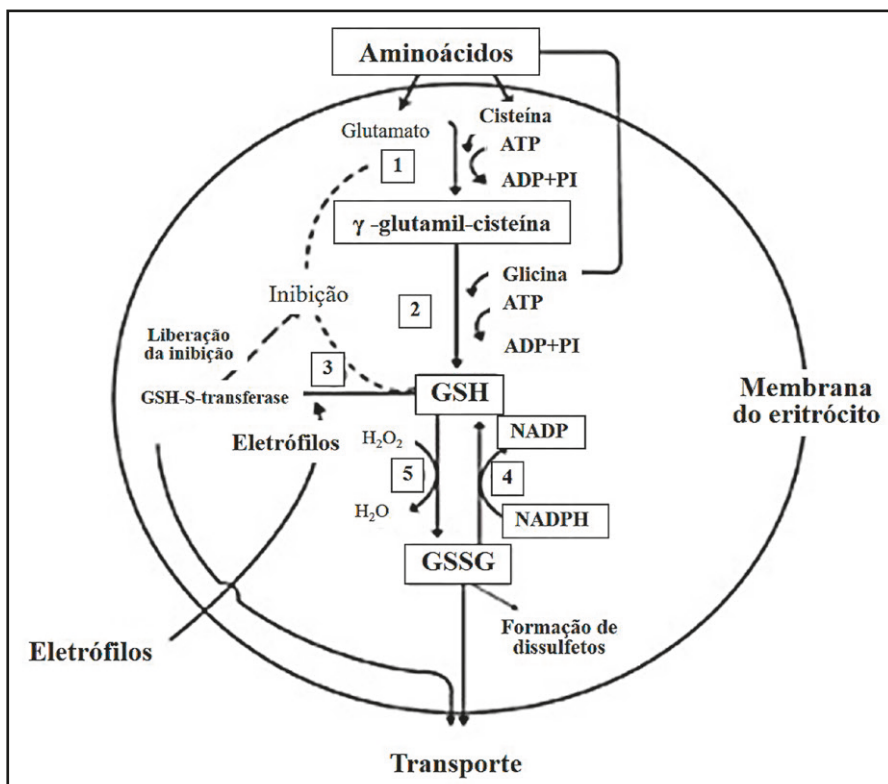 Aminoácidos
Glutamato
Cisteína
ATP
1
ADP+PI
γ -glutamil-cisteína
Glicina
2
ATP
Inibição
ADP+PI
Liberação
da inibição
3
GSH-S-transferase
GSH
Membrana
do eritrócito
Eletrófilos
H₂O₂
NADP
5
4
H₂O
NADPH
GSSG
Formação de
dissulfetos
Eletrófilos
Transporte